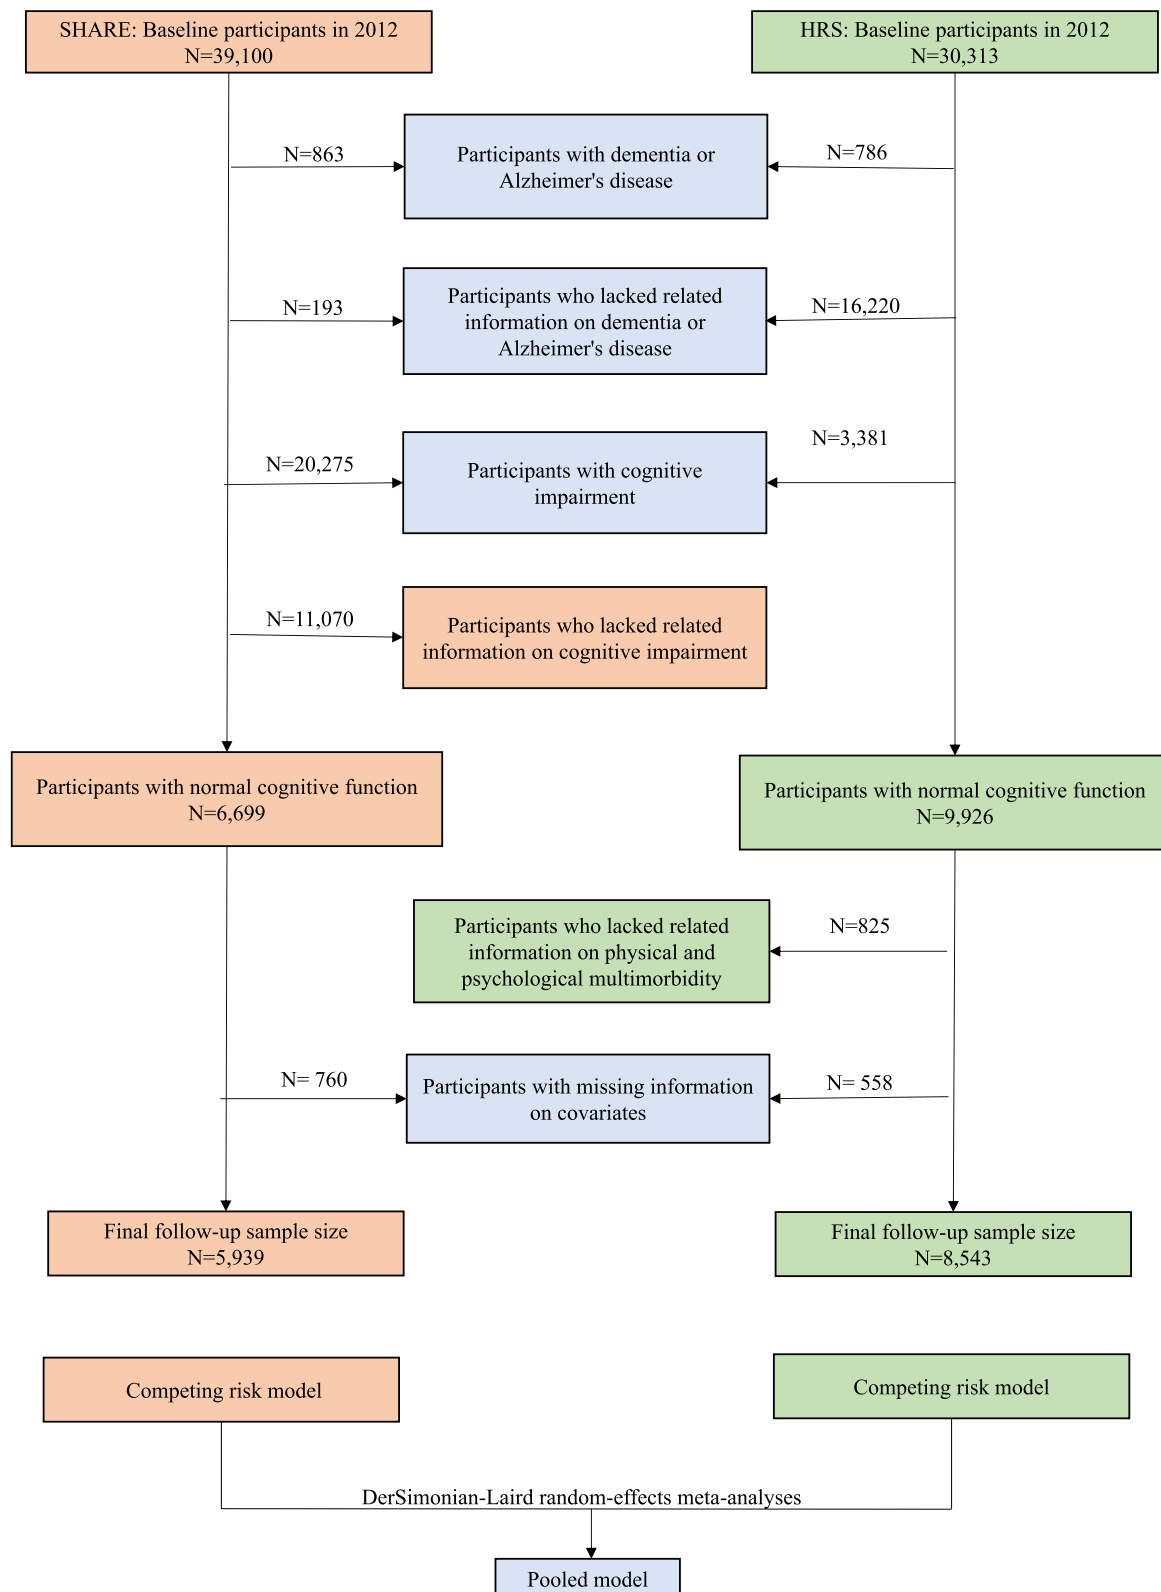 SHARE: Baseline participants in 2012
N=39,100
HRS: Baseline participants in 2012
N=30,313
N=863
Participants with dementia or
Alzheimer's disease
N=786
N=193
Participants who lacked related
information on dementia or
Alzheimer's disease
N=16,220
N=20,275
Participants with cognitive
impairment
N=3,381
N=11,070
Participants who lacked related
information on cognitive impairment
Participants with normal cognitive function
N=6,699
Participants with normal cognitive function
N=9,926
Participants who lacked related
information on physical and
psychological multimorbidity
N=825
N= 760
Participants with missing information
on covariates
N= 558
Final follow-up sample size
N=5,939
Final follow-up sample size
N=8,543
Competing risk model
Competing risk model
DerSimonian-Laird random-effects meta-analyses
Pooled model